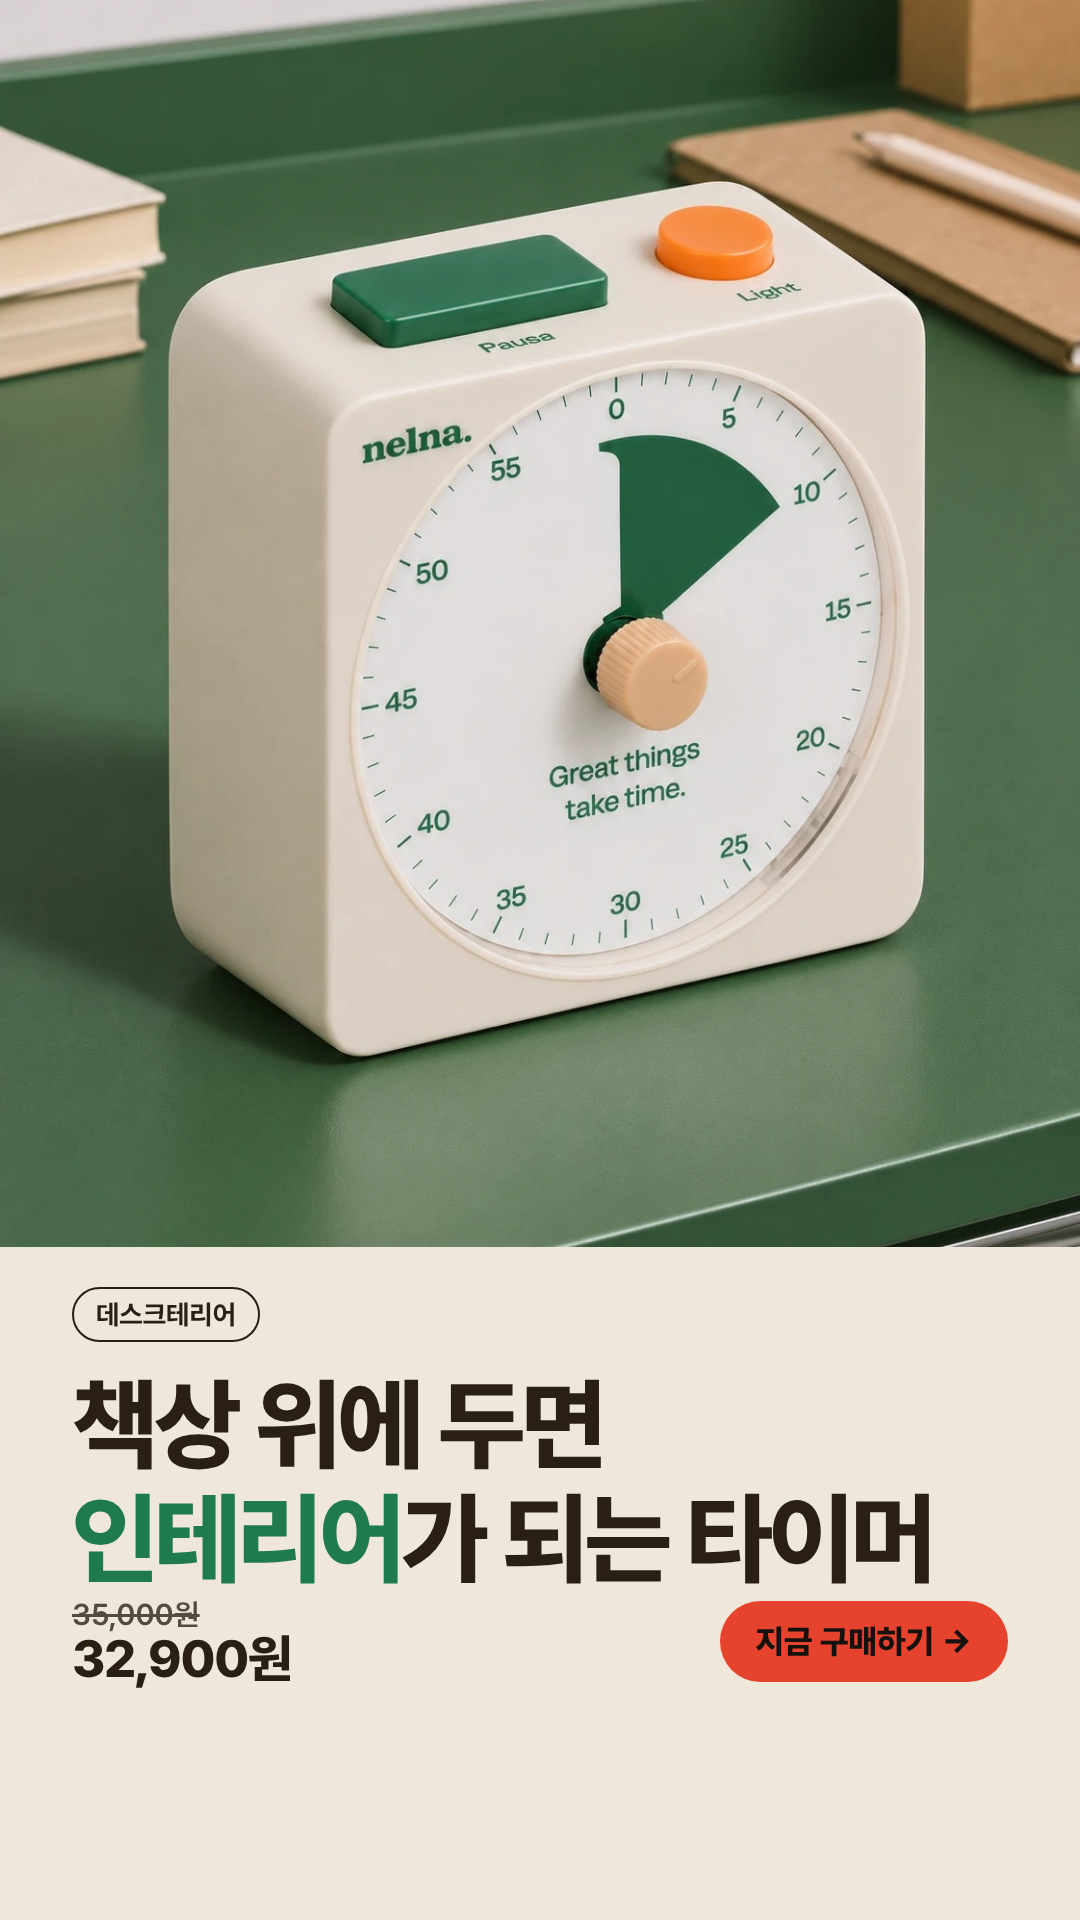 Pausa
Light
nelna.
0
5
10
15
20
25
30
35
40
45
50
55
Great things
take time.
데스크테리어
책상 위에 두면
인테리어가 되는 타이머
35,000원
32,900원
지금 구매하기 →